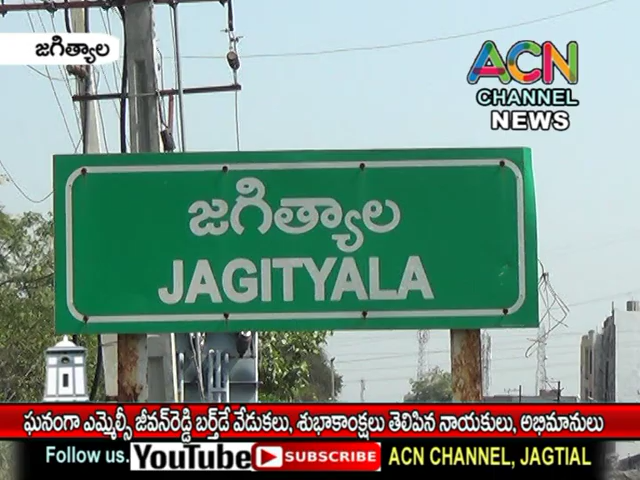 జగిత్యాల
ACN
CHANNEL
NEWS
జగిత్యాల
JAGITYALA
ఘనంగా ఎమ్మెల్సీ జీవన్‌రెడ్డి బర్త్‌డే వేడుకలు, శుభాకాంక్షలు తెలిపిన నాయకులు, అభిమానులు
Follow us. YouTube SUBSCRIBE ACN CHANNEL, JAGTIAL